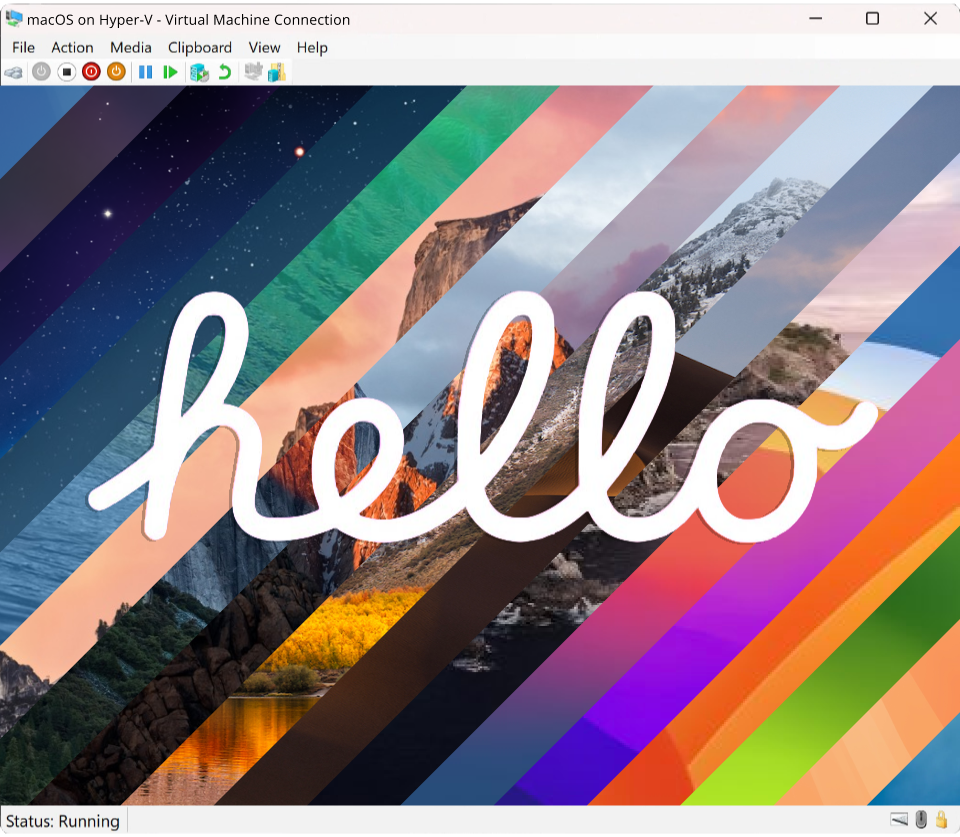 macOS on Hyper-V - Virtual Machine Connection
File Action Media Clipboard View Help
hello
Status: Running